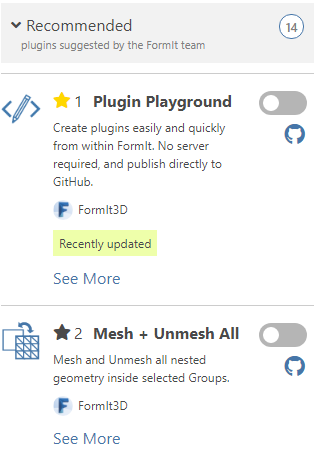 Recommended
14
plugins suggested by the FormIt team
1 Plugin Playground
Create plugins easily and quickly
from within FormIt. No server
required, and publish directly to
GitHub.
F FormIt3D
Recently updated
See More
2 Mesh + Unmesh All
Mesh and Unmesh all nested
geometry inside selected Groups.
F FormIt3D
See More